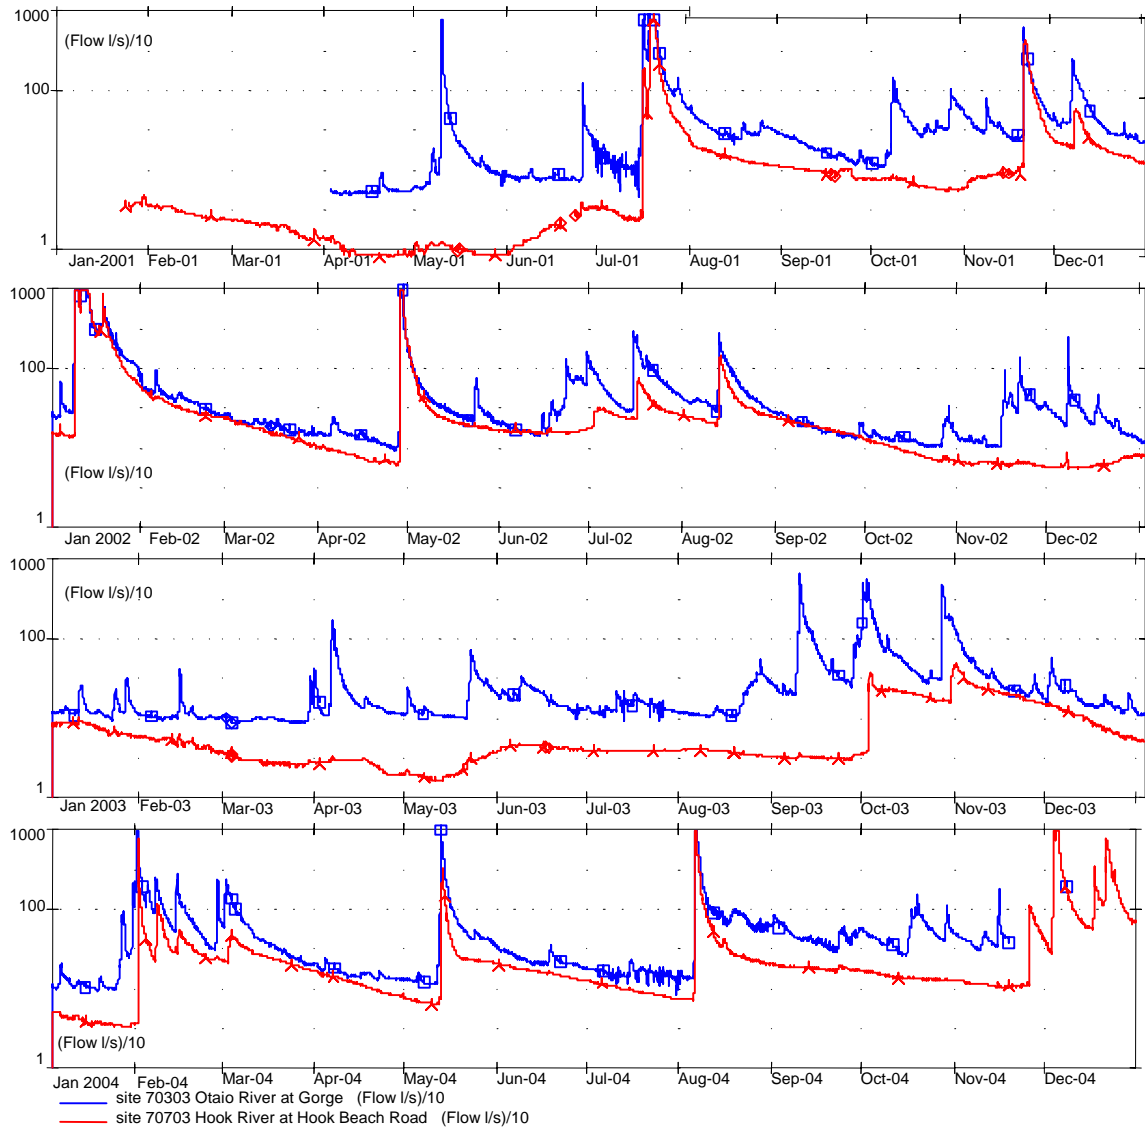 1000
(Flow l/s)/10
100
1
Jan-2001 Feb-01 Mar-01 Apr-01 May-01 Jun-01 Jul-01 Aug-01 Sep-01 Oct-01 Nov-01 Dec-01
1000
100
(Flow l/s)/10
1
Jan 2002 Feb-02 Mar-02 Apr-02 May-02 Jun-02 Jul-02 Aug-02 Sep-02 Oct-02 Nov-02 Dec-02
1000
(Flow l/s)/10
100
1
Jan 2003 Feb-03 Mar-03 Apr-03 May-03 Jun-03 Jul-03 Aug-03 Sep-03 Oct-03 Nov-03 Dec-03
1000
100
(Flow l/s)/10
1
Jan 2004 Feb-04 Mar-04 Apr-04 May-04 Jun-04 Jul-04 Aug-04 Sep-04 Oct-04 Nov-04 Dec-04
site 70303 Otaio River at Gorge (Flow l/s)/10
site 70703 Hook River at Hook Beach Road (Flow l/s)/10